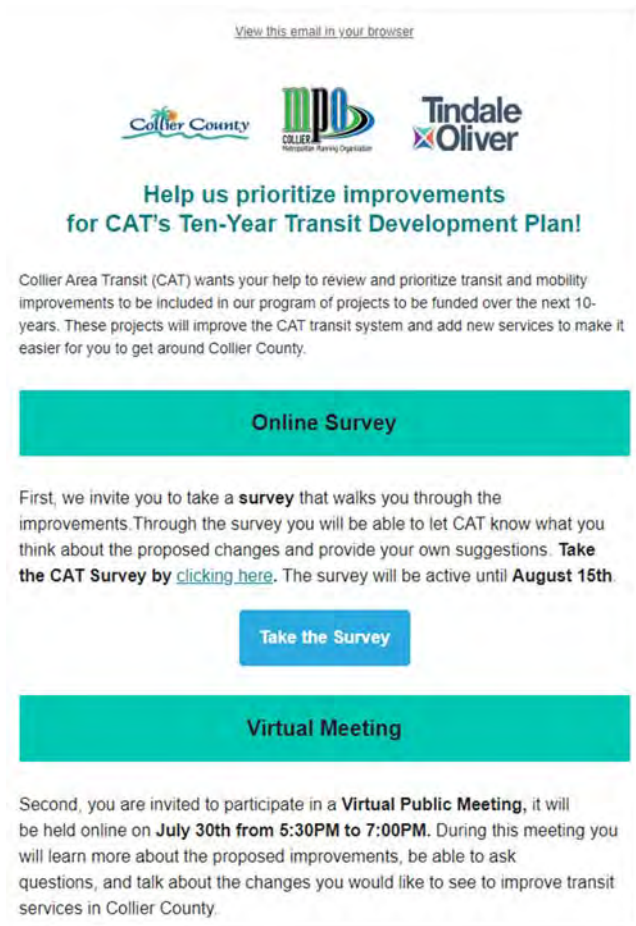 View this email in your browser
Collier County
MPO
COLLIER
Metropolitan Planning Organization
Tindale
Oliver
Help us prioritize improvements
for CAT's Ten-Year Transit Development Plan!
Collier Area Transit (CAT) wants your help to review and prioritize transit and mobility
improvements to be included in our program of projects to be funded over the next 10-
years. These projects will improve the CAT transit system and add new services to make it
easier for you to get around Collier County.
Online Survey
First, we invite you to take a survey that walks you through the
improvements.Through the survey you will be able to let CAT know what you
think about the proposed changes and provide your own suggestions. Take
the CAT Survey by clicking here. The survey will be active until August 15th.
Take the Survey
Virtual Meeting
Second, you are invited to participate in a Virtual Public Meeting, it will
be held online on July 30th from 5:30PM to 7:00PM. During this meeting you
will learn more about the proposed improvements, be able to ask
questions, and talk about the changes you would like to see to improve transit
services in Collier County.